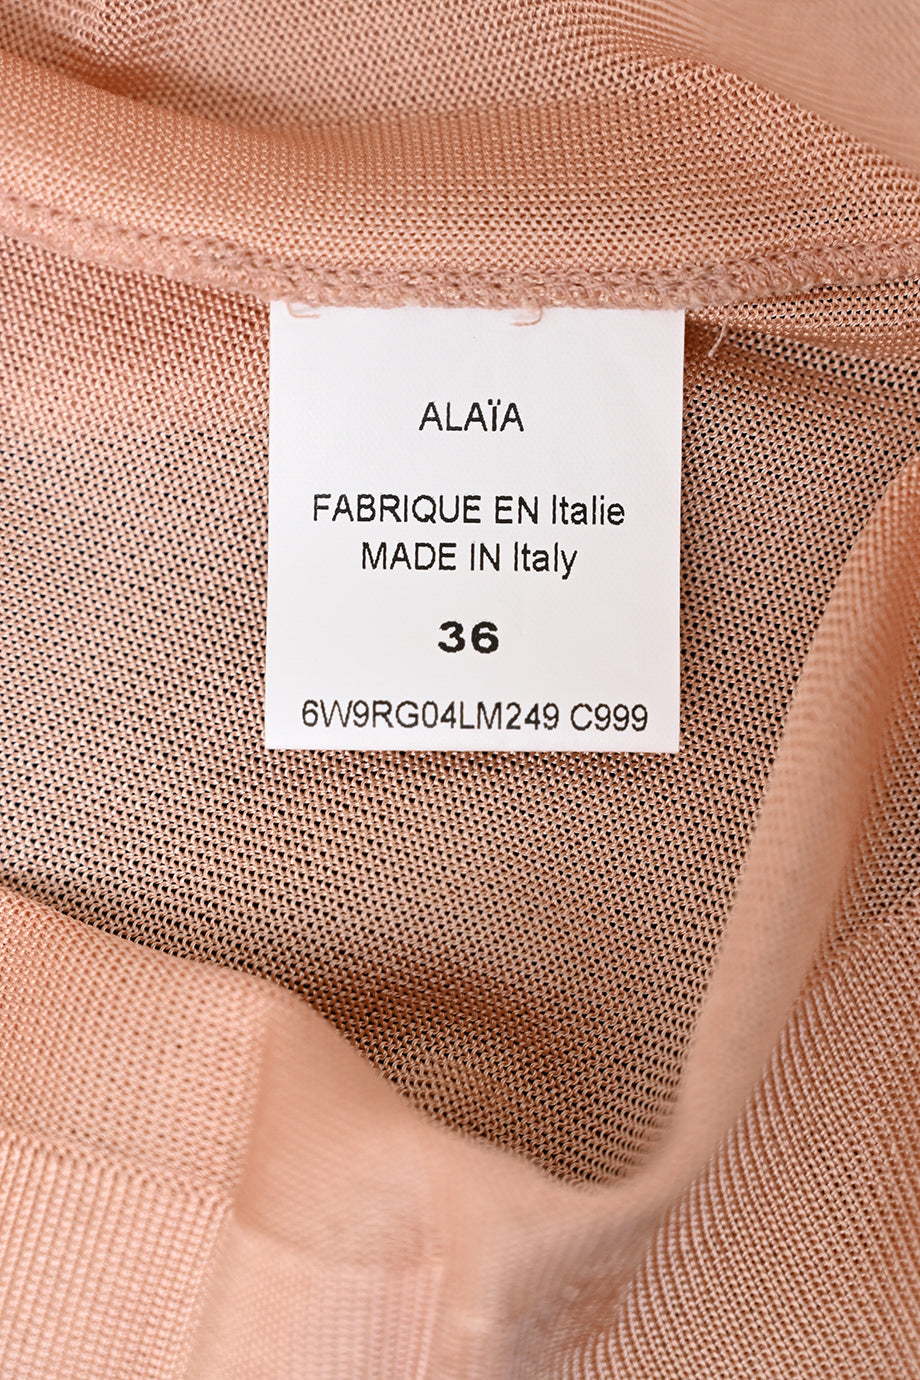 ALAÏA
FABRIQUE EN Italie
MADE IN Italy
36
6W9RG04LM249 C999